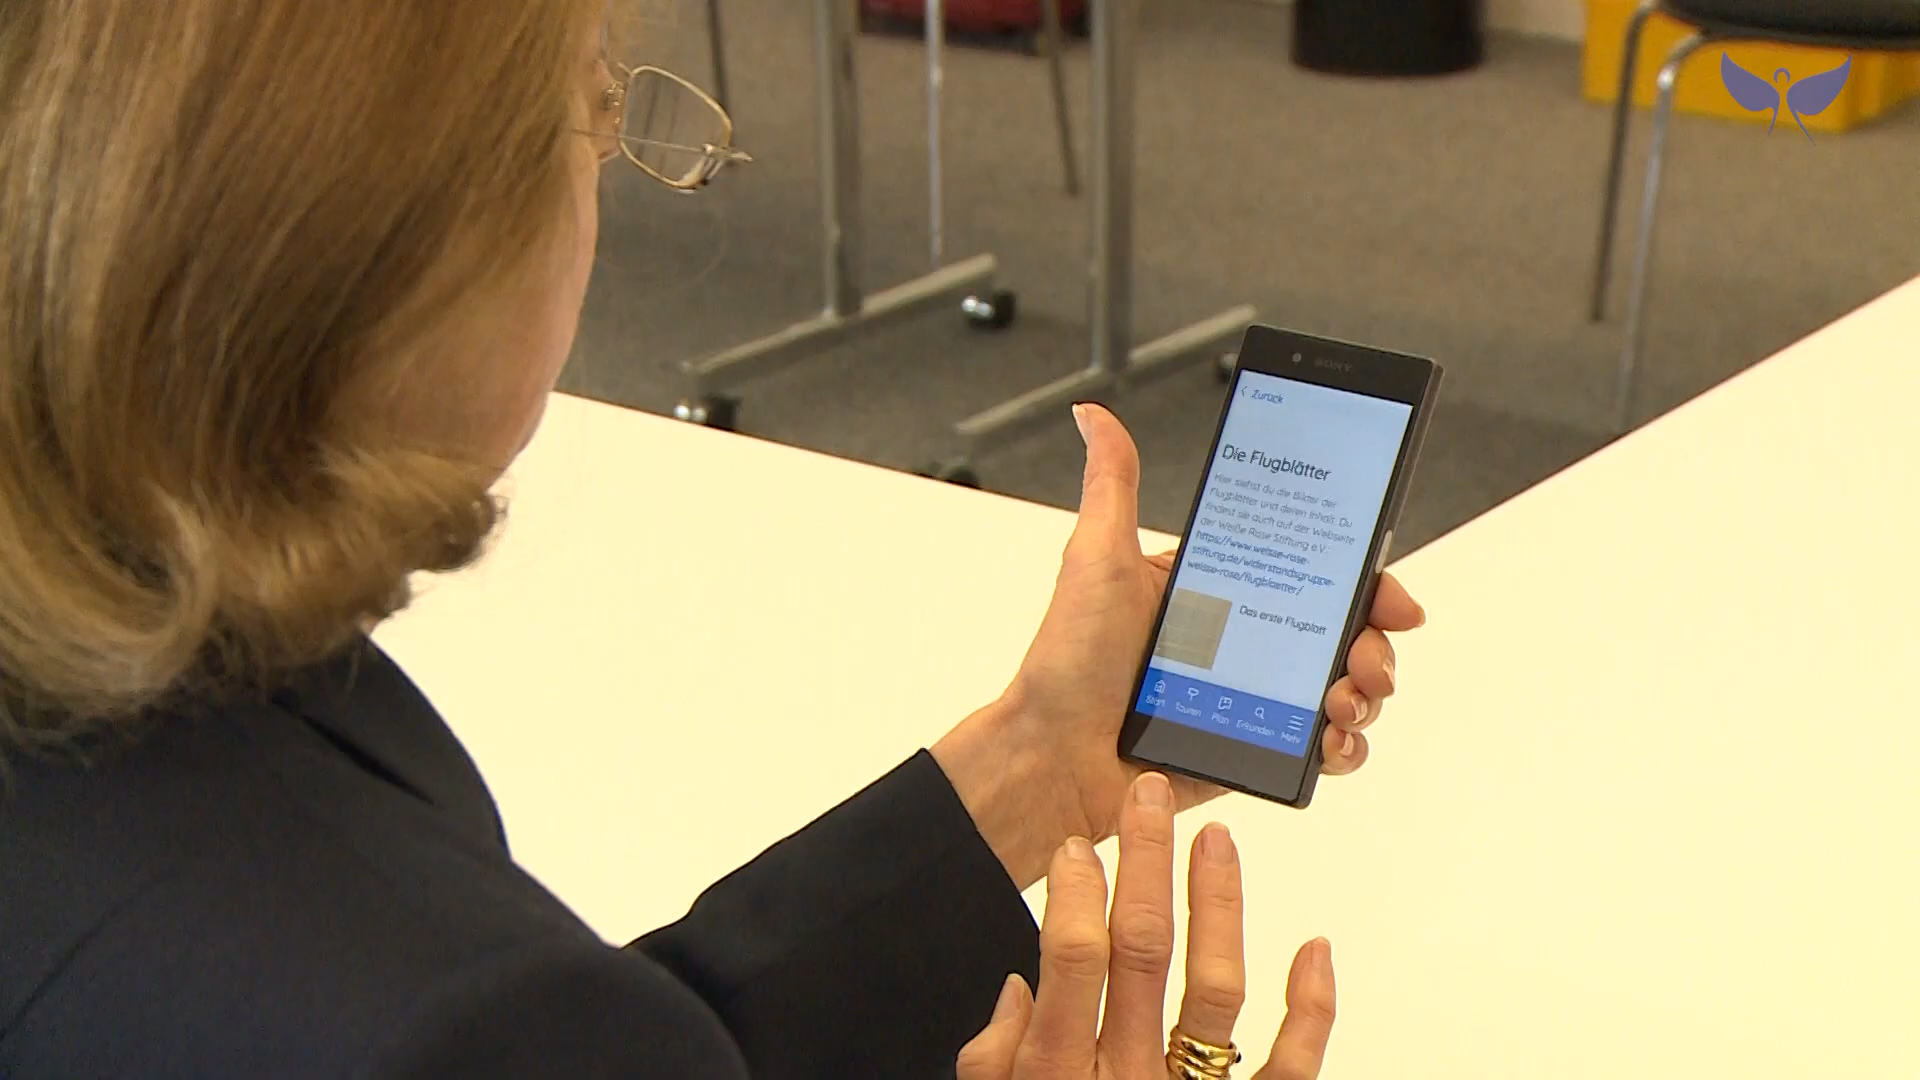 SONY
Zurück
Die Flugblätter
Hier siehst du die Bilder der
Flugblätter und deren Inhalt. Du
findest sie auch auf der Webseite
der Weiße Rose Stiftung e.V.:
https://www.weisse-rose-
stiftung.de/widerstandsgruppe-
weisse-rose/flugblaetter/
Das erste Flugblatt
Start Touren Plan Erkunden Mehr